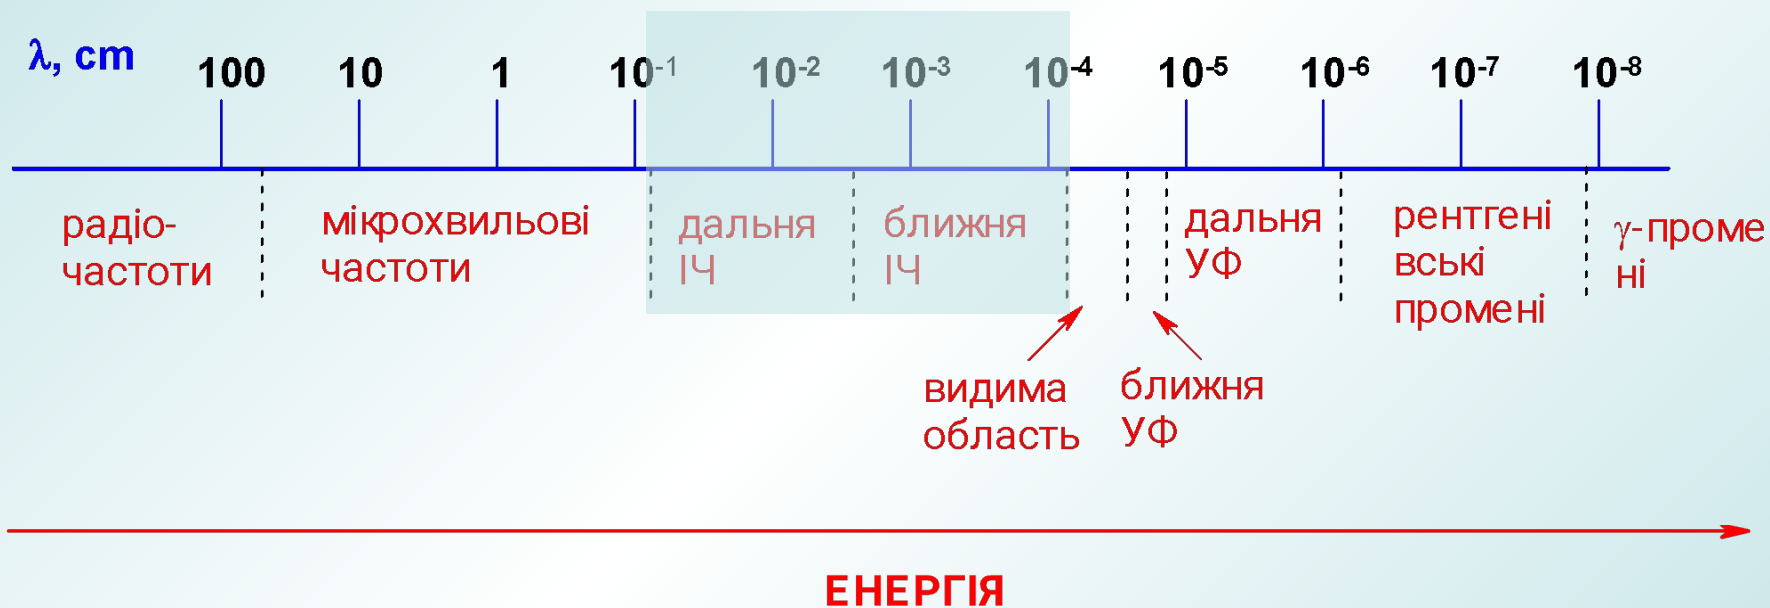 λ, cm
100 10 1 10⁻¹ 10⁻² 10⁻³ 10⁻⁴ 10⁻⁵ 10⁻⁶ 10⁻⁷ 10⁻⁸
радіо-
частоти
мікрохвильові
частоти
дальня
ІЧ
ближня
ІЧ
видима
область
ближня
УФ
дальня
УФ
рентгені
вські
промені
γ-проме
ні
ЕНЕРГІЯ